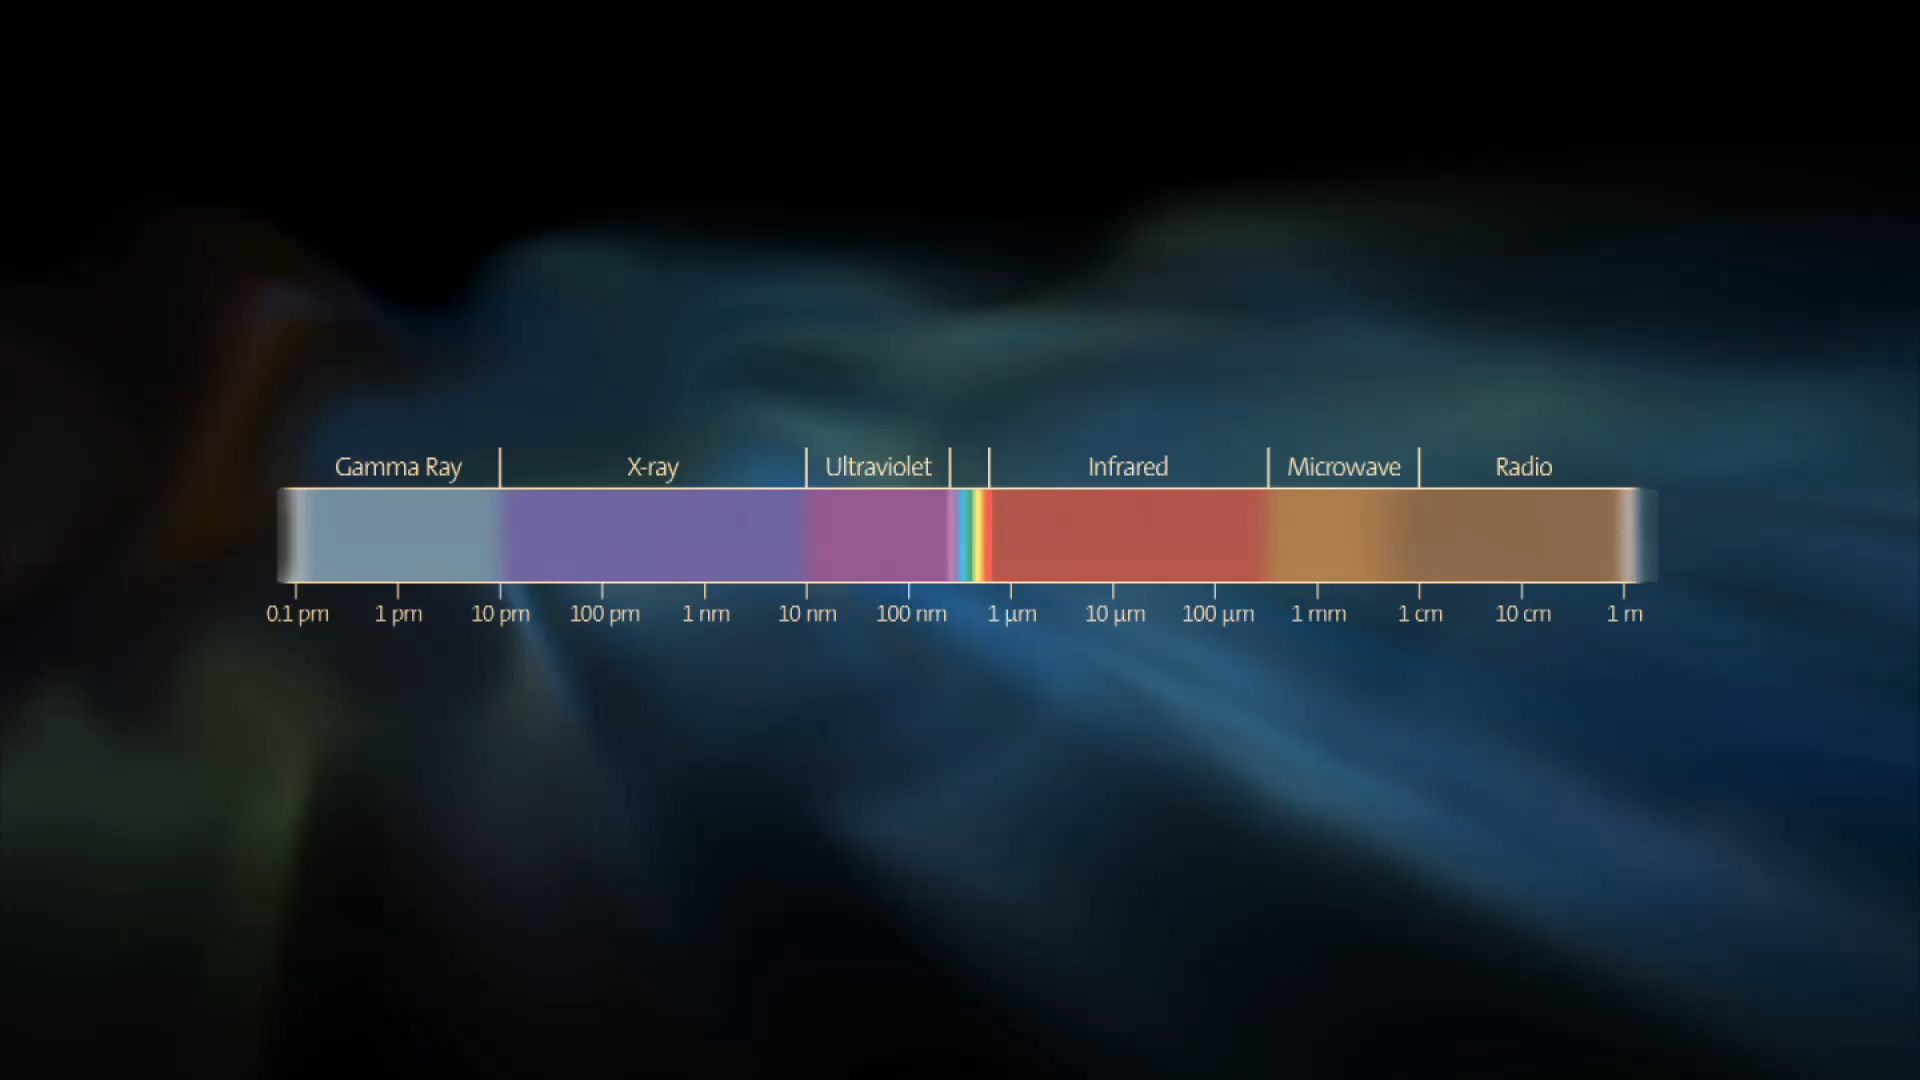 Gamma Ray X-ray Ultraviolet Infrared Microwave Radio
0.1 pm 1 pm 10 pm 100 pm 1 nm 10 nm 100 nm 1 µm 10 µm 100 µm 1 mm 1 cm 10 cm 1 m